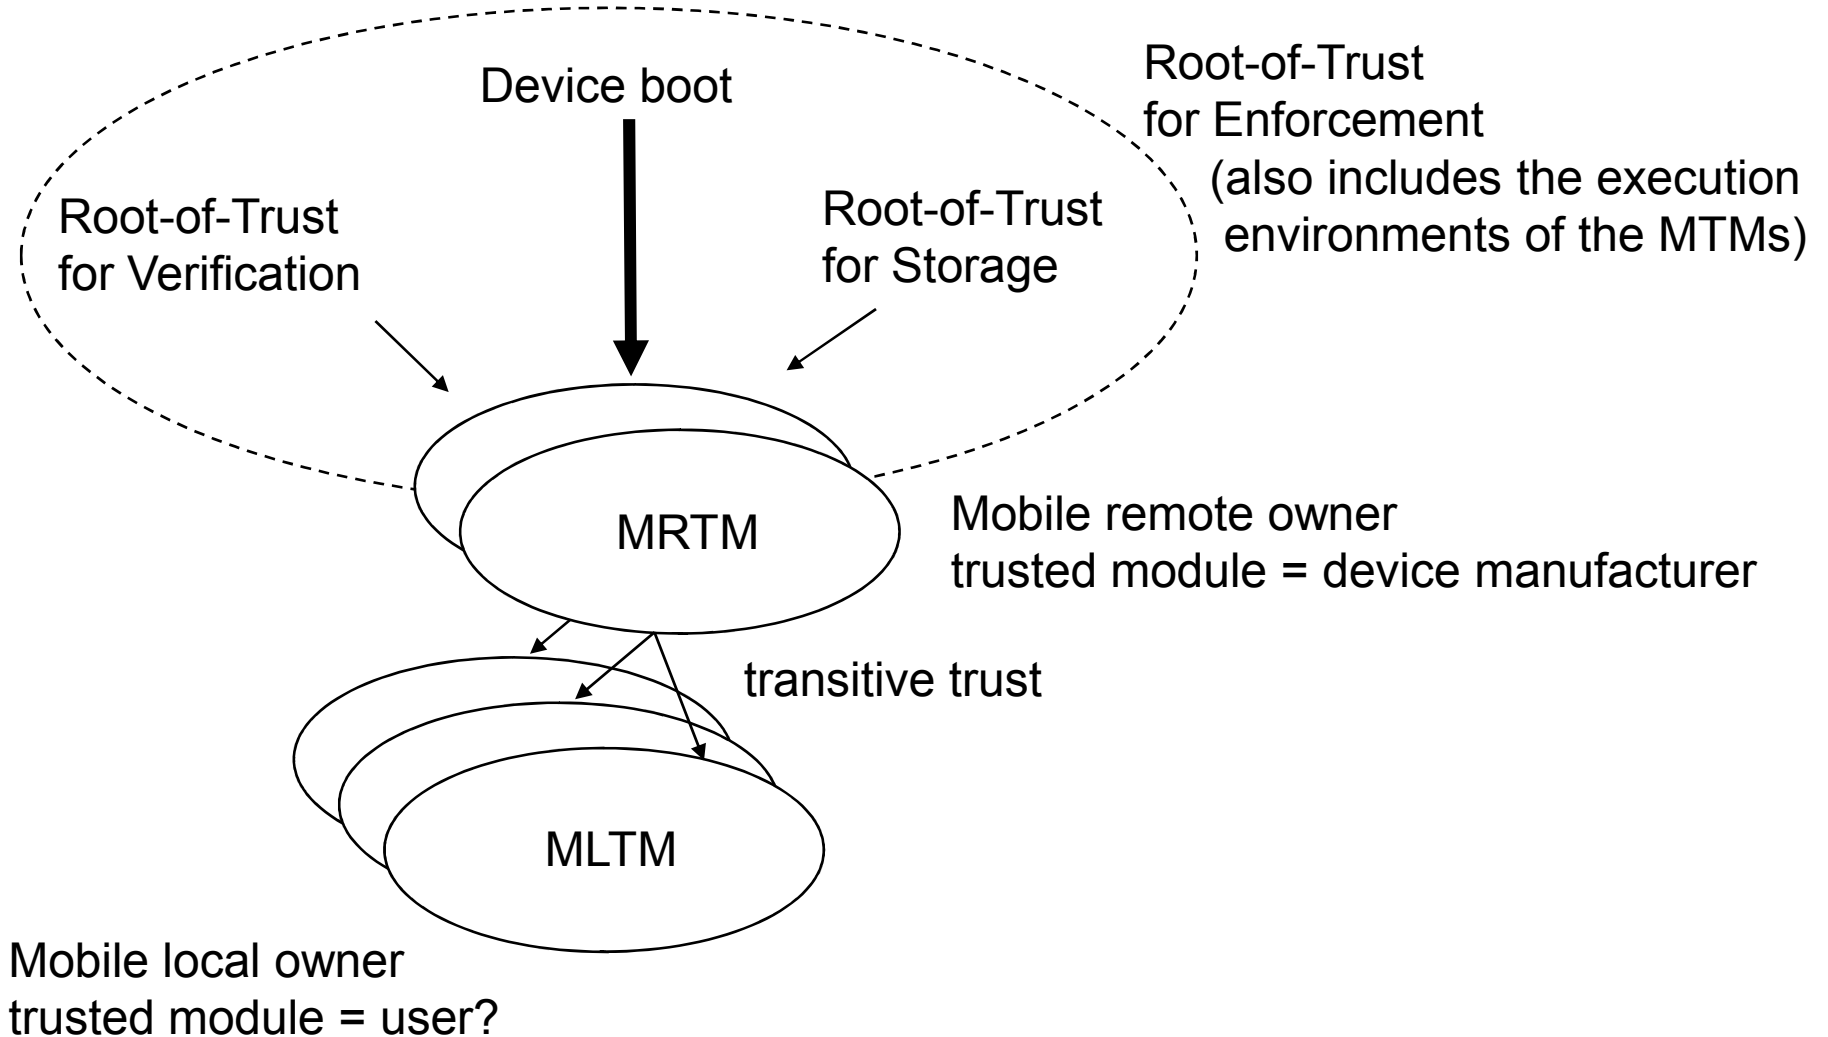 Device boot
Root-of-Trust
for Enforcement
(also includes the execution
environments of the MTMs)
Root-of-Trust
for Verification
Root-of-Trust
for Storage
MRTM
Mobile remote owner
trusted module = device manufacturer
transitive trust
MLTM
Mobile local owner
trusted module = user?